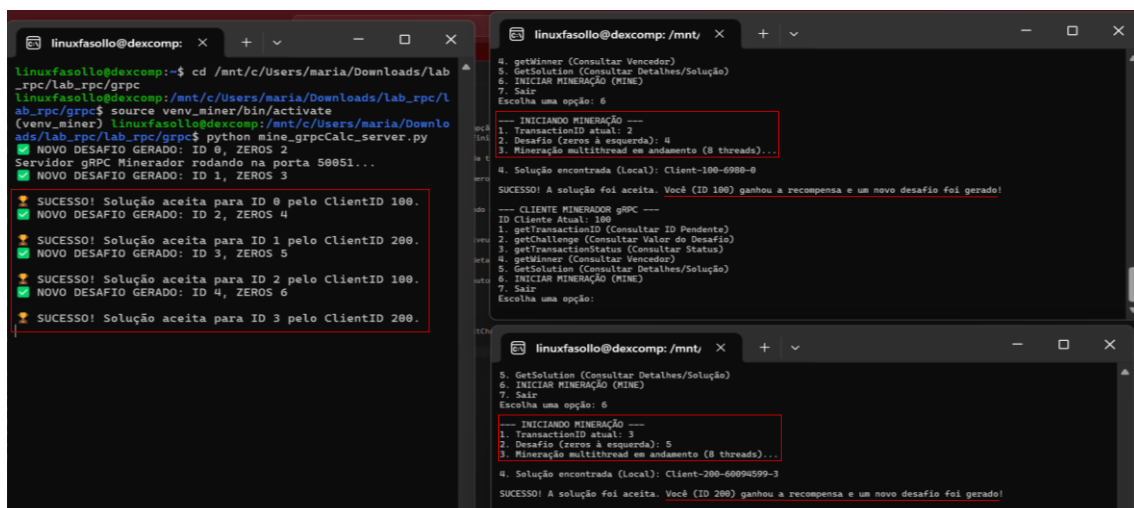 linuxfasollo@dexcomp:
linuxfasollo@dexcomp:~$ cd /mnt/c/Users/maria/Downloads/lab
_rpc/lab_rpc/grpc
linuxfasollo@dexcomp:/mnt/c/Users/maria/Downloads/lab_rpc/l
ab_rpc/grpc$ source venv_miner/bin/activate
(venv_miner) linuxfasollo@dexcomp:/mnt/c/Users/maria/Downlo
ads/lab_rpc/lab_rpc/grpc$ python mine_grpcCalc_server.py
✅ NOVO DESAFIO GERADO: ID 0, ZEROS 2
Servidor gRPC Minerador rodando na porta 50051...
✅ NOVO DESAFIO GERADO: ID 1, ZEROS 3
🏆 SUCESSO! Solução aceita para ID 0 pelo ClientID 100.
✅ NOVO DESAFIO GERADO: ID 2, ZEROS 4
🏆 SUCESSO! Solução aceita para ID 1 pelo ClientID 200.
✅ NOVO DESAFIO GERADO: ID 3, ZEROS 5
🏆 SUCESSO! Solução aceita para ID 2 pelo ClientID 100.
✅ NOVO DESAFIO GERADO: ID 4, ZEROS 6
🏆 SUCESSO! Solução aceita para ID 3 pelo ClientID 200.
linuxfasollo@dexcomp: /mnt/
4. getWinner (Consultar Vencedor)
5. GetSolution (Consultar Detalhes/Solução)
6. INICIAR MINERAÇÃO (MINE)
7. Sair
Escolha uma opção: 6
--- INICIANDO MINERAÇÃO ---
1. TransactionID atual: 2
2. Desafio (zeros à esquerda): 4
3. Mineração multithread em andamento (8 threads)...
4. Solução encontrada (Local): Client-100-6980-0
SUCESSO! A solução foi aceita. Você (ID 100) ganhou a recompensa e um novo desafio foi gerado!
--- CLIENTE MINERADOR gRPC ---
ID Cliente Atual: 100
1. getTransactionID (Consultar ID Pendente)
2. getChallenge (Consultar Valor do Desafio)
3. getTransactionStatus (Consultar Status)
4. getWinner (Consultar Vencedor)
5. GetSolution (Consultar Detalhes/Solução)
6. INICIAR MINERAÇÃO (MINE)
7. Sair
Escolha uma opção:
linuxfasollo@dexcomp: /mnt/
5. GetSolution (Consultar Detalhes/Solução)
6. INICIAR MINERAÇÃO (MINE)
7. Sair
Escolha uma opção: 6
--- INICIANDO MINERAÇÃO ---
1. TransactionID atual: 3
2. Desafio (zeros à esquerda): 5
3. Mineração multithread em andamento (8 threads)...
4. Solução encontrada (Local): Client-200-60094599-3
SUCESSO! A solução foi aceita. Você (ID 200) ganhou a recompensa e um novo desafio foi gerado!